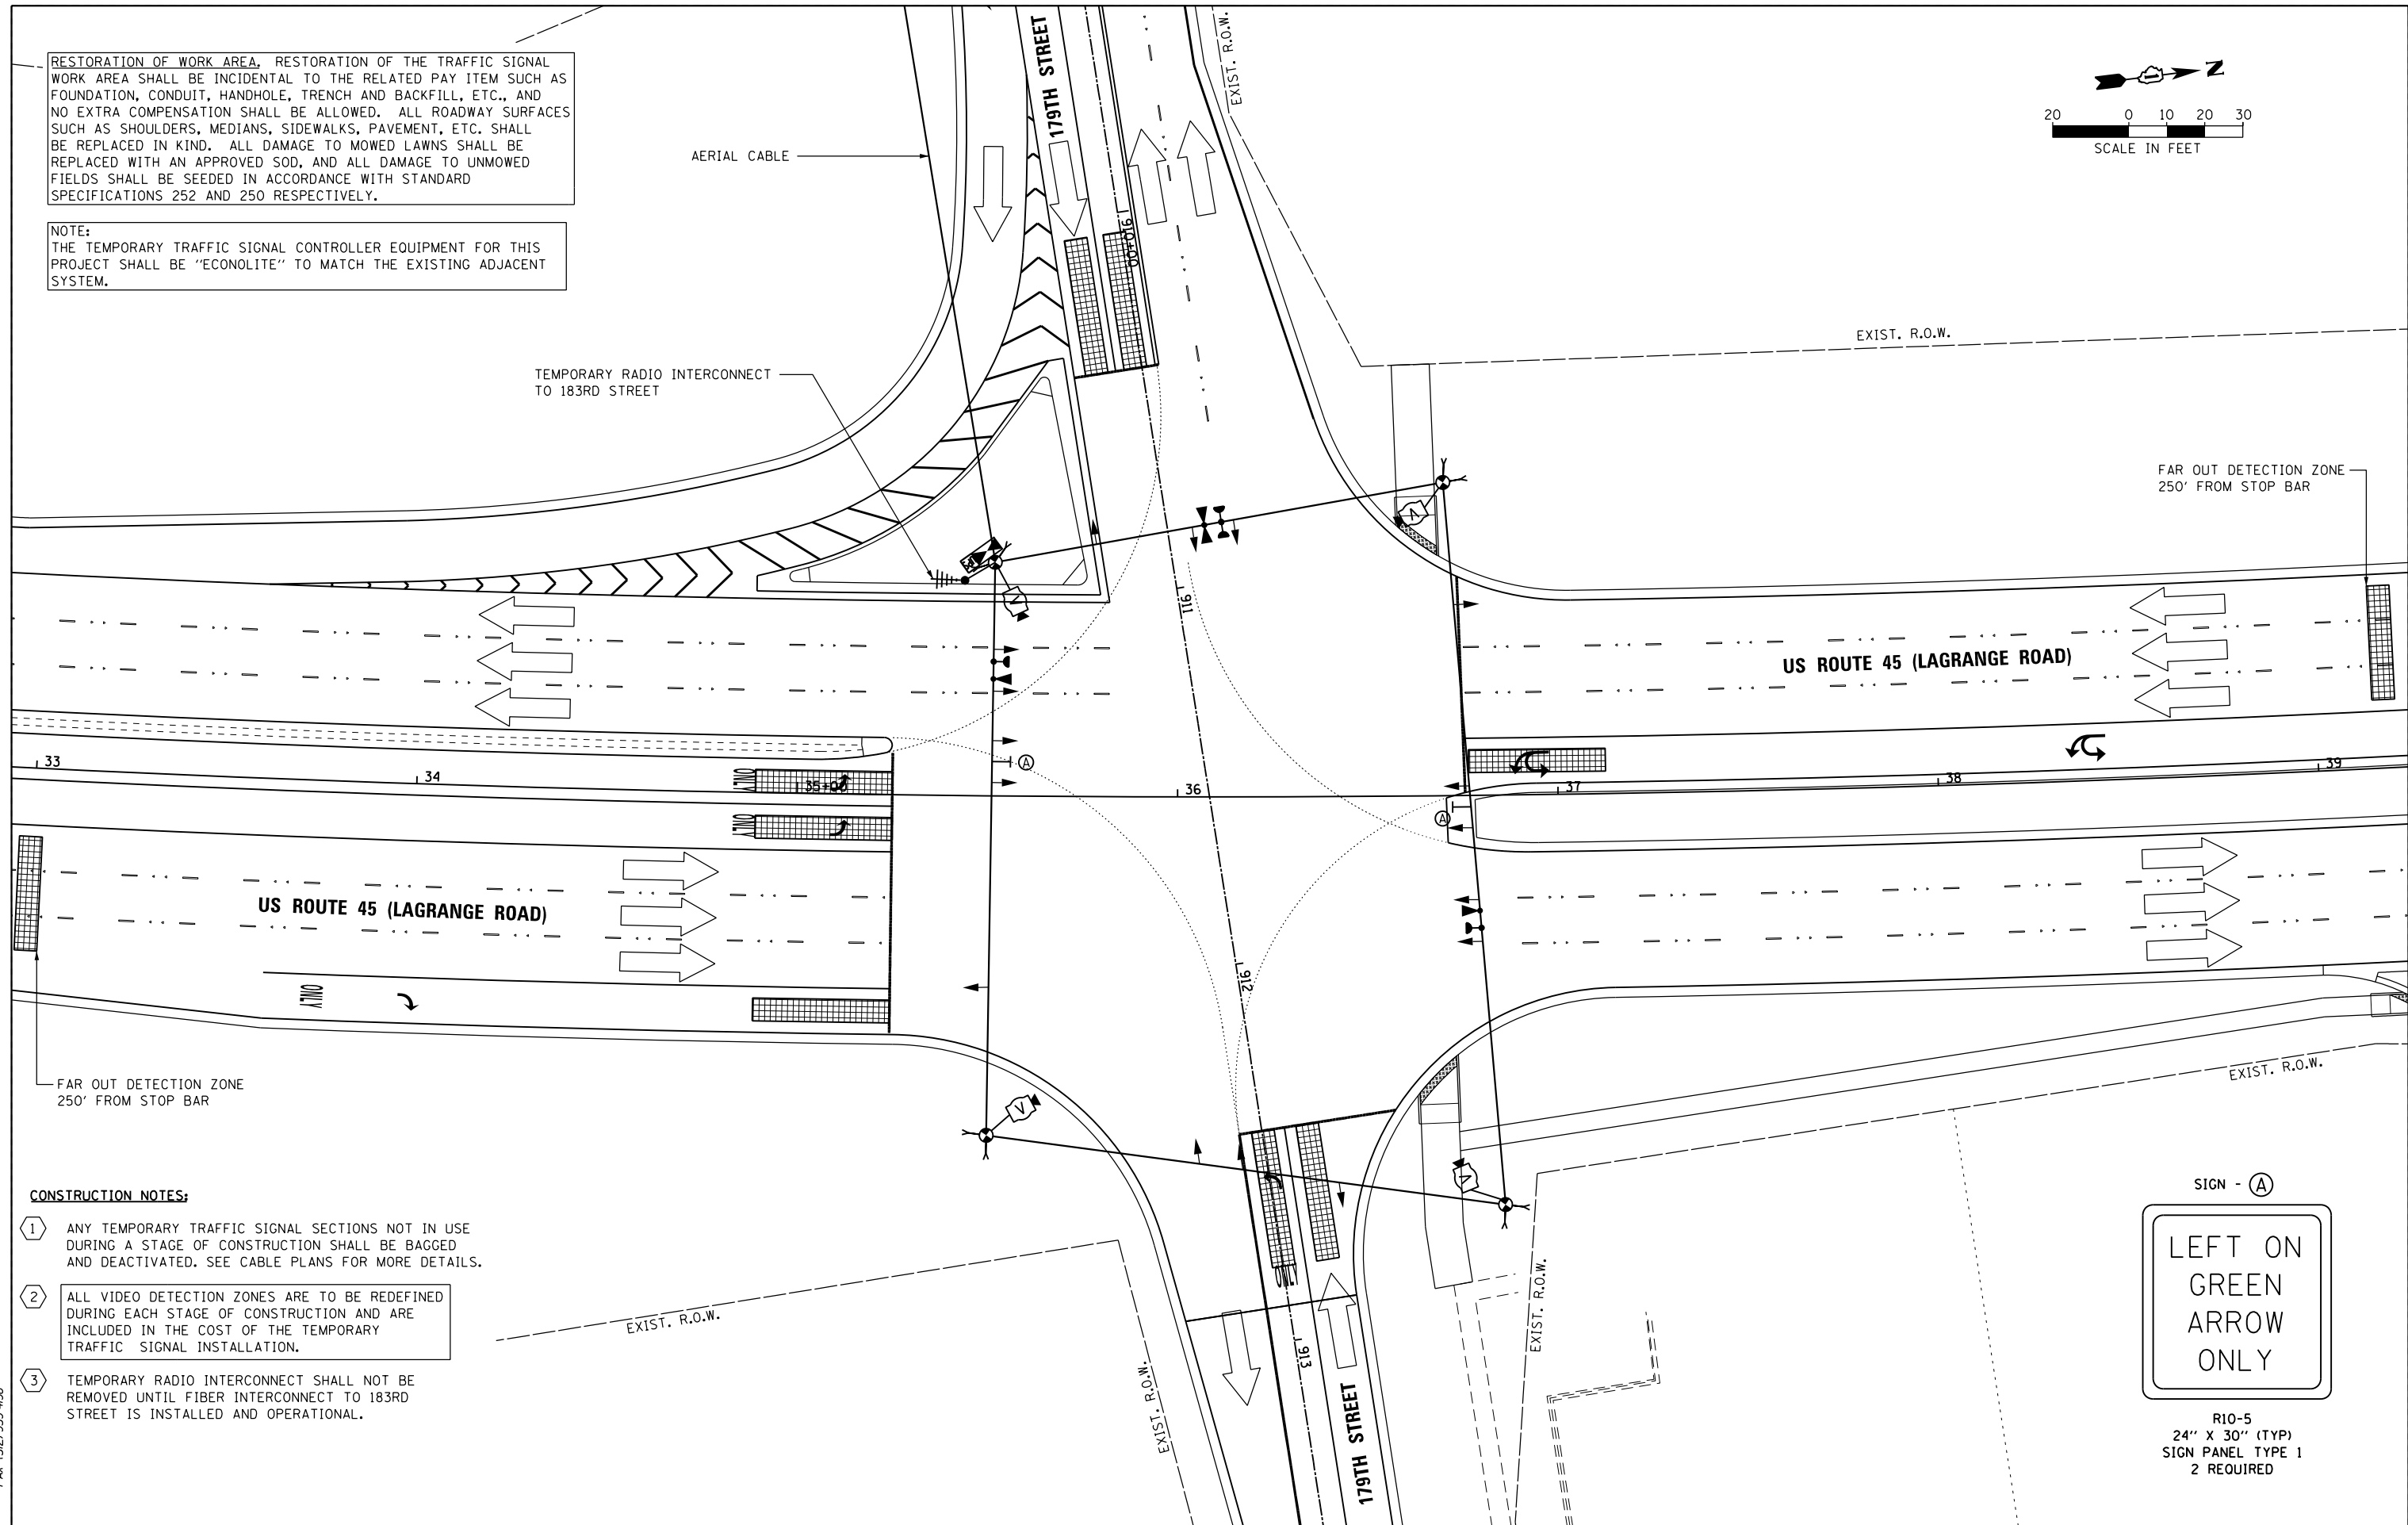 RESTORATION OF WORK AREA. RESTORATION OF THE TRAFFIC SIGNAL
WORK AREA SHALL BE INCIDENTAL TO THE RELATED PAY ITEM SUCH AS
FOUNDATION, CONDUIT, HANDHOLE, TRENCH AND BACKFILL, ETC., AND
NO EXTRA COMPENSATION SHALL BE ALLOWED. ALL ROADWAY SURFACES
SUCH AS SHOULDERS, MEDIANS, SIDEWALKS, PAVEMENT, ETC. SHALL
BE REPLACED IN KIND. ALL DAMAGE TO MOWED LAWNS SHALL BE
REPLACED WITH AN APPROVED SOD, AND ALL DAMAGE TO UNMOWED
FIELDS SHALL BE SEEDED IN ACCORDANCE WITH STANDARD
SPECIFICATIONS 252 AND 250 RESPECTIVELY.
NOTE:
THE TEMPORARY TRAFFIC SIGNAL CONTROLLER EQUIPMENT FOR THIS
PROJECT SHALL BE "ECONOLITE" TO MATCH THE EXISTING ADJACENT
SYSTEM.
AERIAL CABLE
179TH STREET
EXIST. R.O.W.
N
20 0 10 20 30
SCALE IN FEET
910+00
TEMPORARY RADIO INTERCONNECT
TO 183RD STREET
EXIST. R.O.W.
FAR OUT DETECTION ZONE
250' FROM STOP BAR
V
V
911
US ROUTE 45 (LAGRANGE ROAD)
A
33
34
35+00
36
37
38
39
ONLY
ONLY
A
US ROUTE 45 (LAGRANGE ROAD)
ONLY
912
FAR OUT DETECTION ZONE
250' FROM STOP BAR
EXIST. R.O.W.
V
V
ONLY
CONSTRUCTION NOTES:
1 ANY TEMPORARY TRAFFIC SIGNAL SECTIONS NOT IN USE
DURING A STAGE OF CONSTRUCTION SHALL BE BAGGED
AND DEACTIVATED. SEE CABLE PLANS FOR MORE DETAILS.
2 ALL VIDEO DETECTION ZONES ARE TO BE REDEFINED
DURING EACH STAGE OF CONSTRUCTION AND ARE
INCLUDED IN THE COST OF THE TEMPORARY
TRAFFIC SIGNAL INSTALLATION.
3 TEMPORARY RADIO INTERCONNECT SHALL NOT BE
REMOVED UNTIL FIBER INTERCONNECT TO 183RD
STREET IS INSTALLED AND OPERATIONAL.
EXIST. R.O.W.
EXIST. R.O.W.
EXIST. R.O.W.
913
179TH STREET
SIGN - A
LEFT ON
GREEN
ARROW
ONLY
R10-5
24" X 30" (TYP)
SIGN PANEL TYPE 1
2 REQUIRED